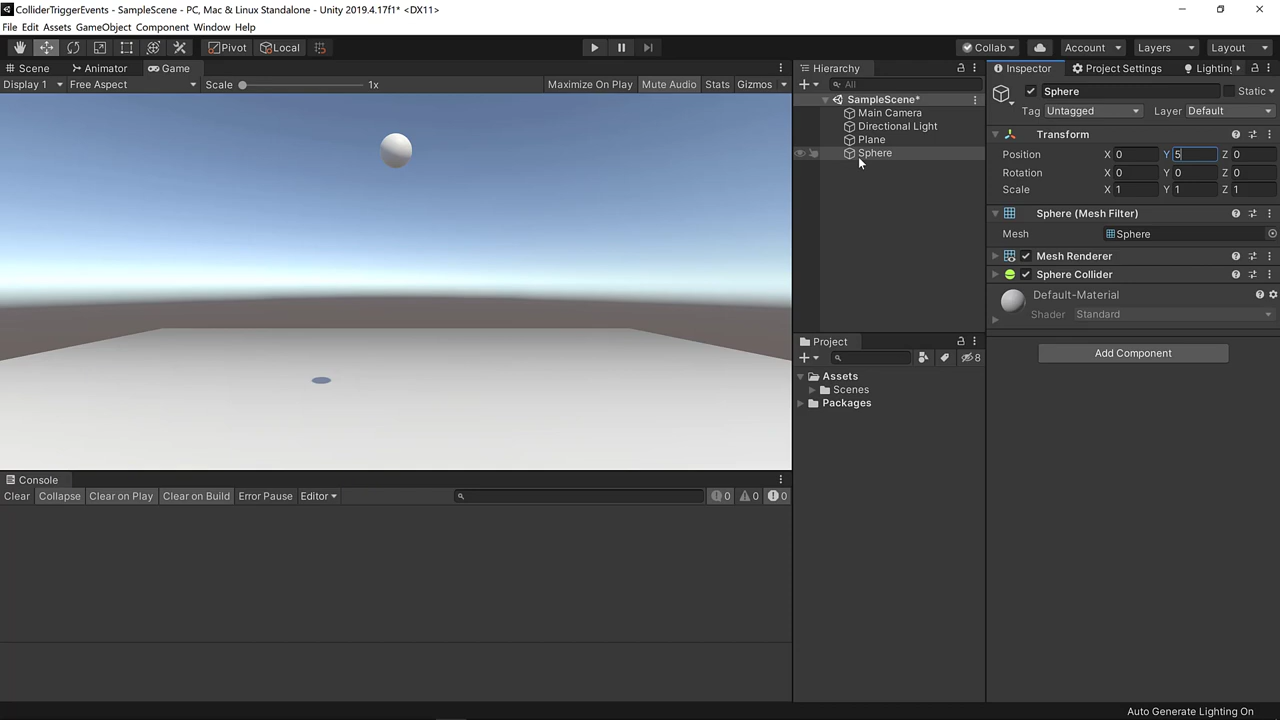 ColliderTriggerEvents - SampleScene - PC, Mac & Linux Standalone - Unity 2019.4.17f1* <DX11>
File Edit Assets GameObject Component Window Help
Pivot Local Collab Account Layers Layout
Scene Animator Game
Display 1 Free Aspect Scale 1x Maximize On Play Mute Audio Stats Gizmos
Hierarchy
All
SampleScene*
Main Camera
Directional Light
Plane
Sphere
Project
8
Assets
Scenes
Packages
Inspector Project Settings Lighting
Sphere Static
Tag Untagged Layer Default
Transform
Position X 0 Y 5 Z 0
Rotation X 0 Y 0 Z 0
Scale X 1 Y 1 Z 1
Sphere (Mesh Filter)
Mesh Sphere
Mesh Renderer
Sphere Collider
Default-Material
Shader Standard
Add Component
Console
Clear Collapse Clear on Play Clear on Build Error Pause Editor 0 0 0
Auto Generate Lighting On